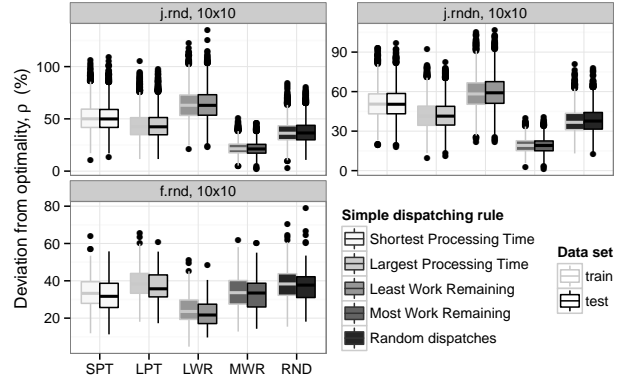 j.rnd, 10x10
j.rndn, 10x10
Deviation from optimality, ρ (%)
100
50
0
90
60
30
0
f.rnd, 10x10
80
60
40
20
SPT LPT LWR MWR RND
Simple dispatching rule
Shortest Processing Time
Largest Processing Time
Least Work Remaining
Most Work Remaining
Random dispatches
Data set
train
test